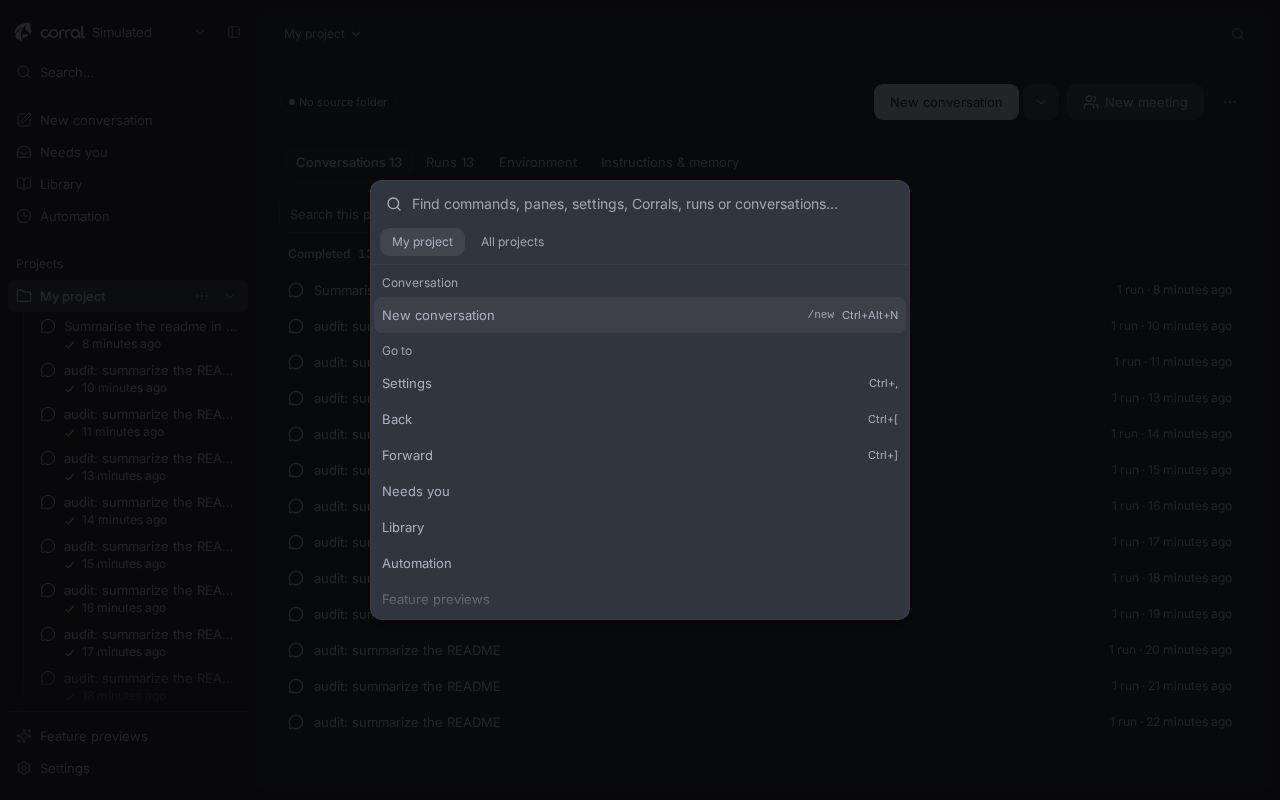 corral Simulated
Search...
New conversation
Needs you
Library
Automation
Projects
My project
Summarise the readme in ...
8 minutes ago
audit: summarize the REA...
10 minutes ago
audit: summarize the REA...
11 minutes ago
audit: summarize the REA...
13 minutes ago
audit: summarize the REA...
14 minutes ago
audit: summarize the REA...
15 minutes ago
audit: summarize the REA...
16 minutes ago
audit: summarize the REA...
17 minutes ago
audit: summarize the REA...
18 minutes ago
Feature previews
Settings
My project
No source folder
New conversation
New meeting
Conversations 13 Runs 13 Environment Instructions & memory
Search this
Completed
1 run · 8 minutes ago
1 run · 10 minutes ago
1 run · 11 minutes ago
1 run · 13 minutes ago
1 run · 14 minutes ago
1 run · 15 minutes ago
1 run · 16 minutes ago
1 run · 17 minutes ago
1 run · 18 minutes ago
1 run · 19 minutes ago
audit: summarize the README 1 run · 20 minutes ago
audit: summarize the README 1 run · 21 minutes ago
audit: summarize the README 1 run · 22 minutes ago
Find commands, panes, settings, Corrals, runs or conversations...
My project All projects
Conversation
New conversation /new Ctrl+Alt+N
Go to
Settings Ctrl+,
Back Ctrl+[
Forward Ctrl+]
Needs you
Library
Automation
Feature previews